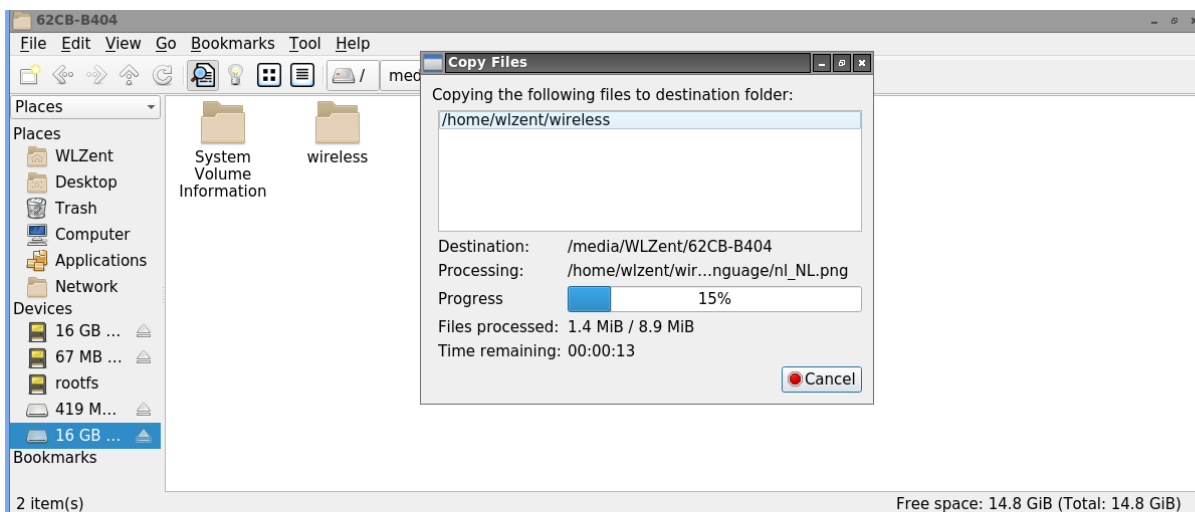 62CB-B404
File Edit View Go Bookmarks Tool Help
/ med
Places
Places
WLZent
Desktop
Trash
Computer
Applications
Network
Devices
16 GB ...
67 MB ...
rootfs
419 M...
16 GB ...
Bookmarks
System
Volume
Information
wireless
Copy Files
Copying the following files to destination folder:
/home/wlzent/wireless
Destination: /media/WLZent/62CB-B404
Processing: /home/wlzent/wir...nguage/nl_NL.png
Progress 15%
Files processed: 1.4 MiB / 8.9 MiB
Time remaining: 00:00:13
Cancel
2 item(s) Free space: 14.8 GiB (Total: 14.8 GiB)